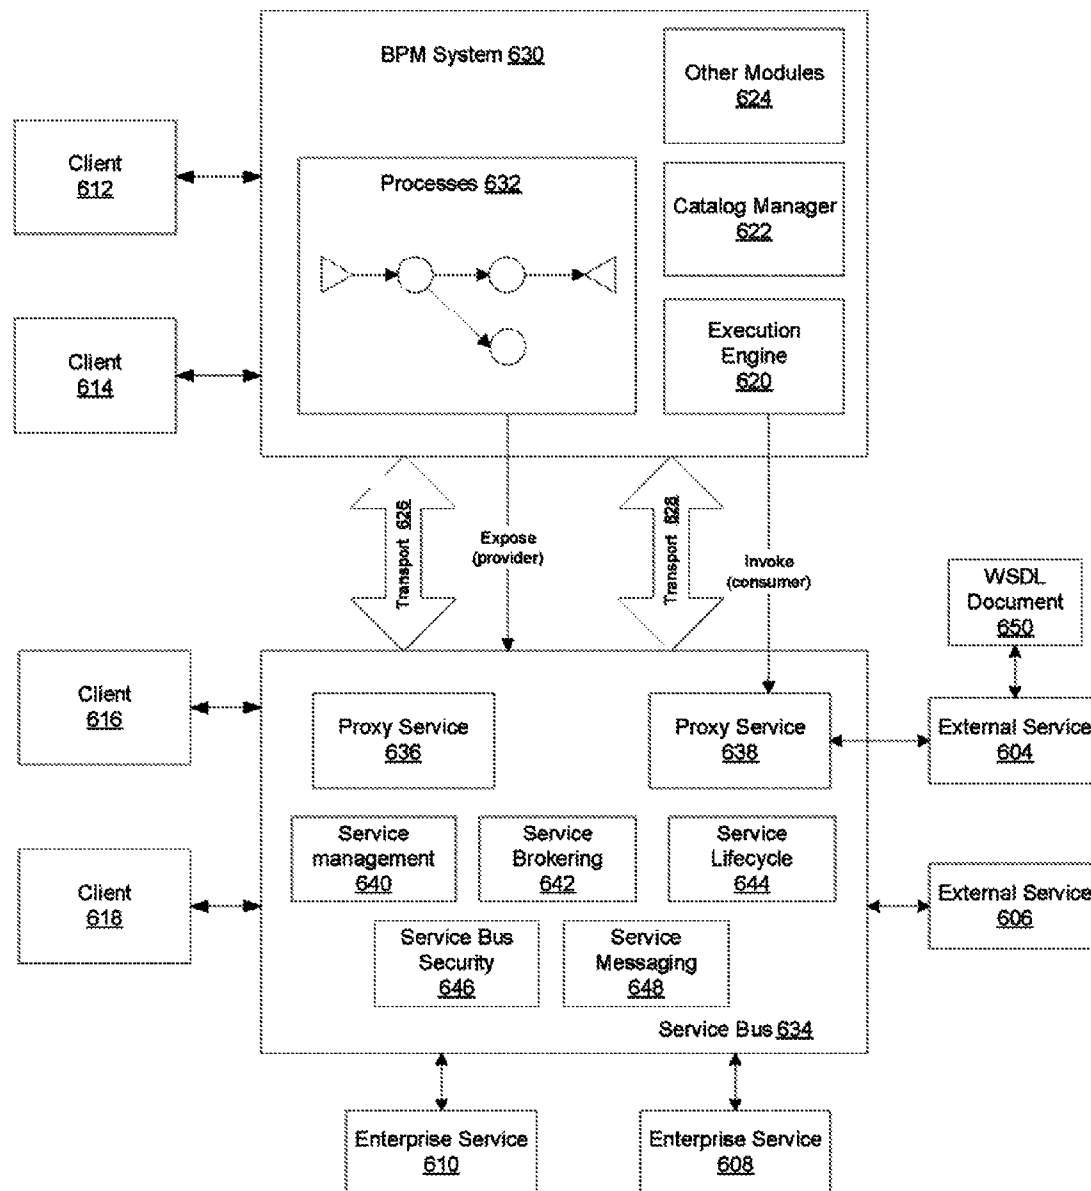 BPM System 630
Other Modules
624
Client
612
Processes 632
Catalog Manager
622
Client
614
Execution
Engine
620
Transport 626
Expose
(provider)
Transport 628
Invoke
(consumer)
WSDL
Document
650
Client
616
Proxy Service
636
Proxy Service
638
External Service
604
Service
management
640
Service
Brokering
642
Service
Lifecycle
644
Client
618
External Service
606
Service Bus
Security
646
Service
Messaging
648
Service Bus 634
Enterprise Service
610
Enterprise Service
608